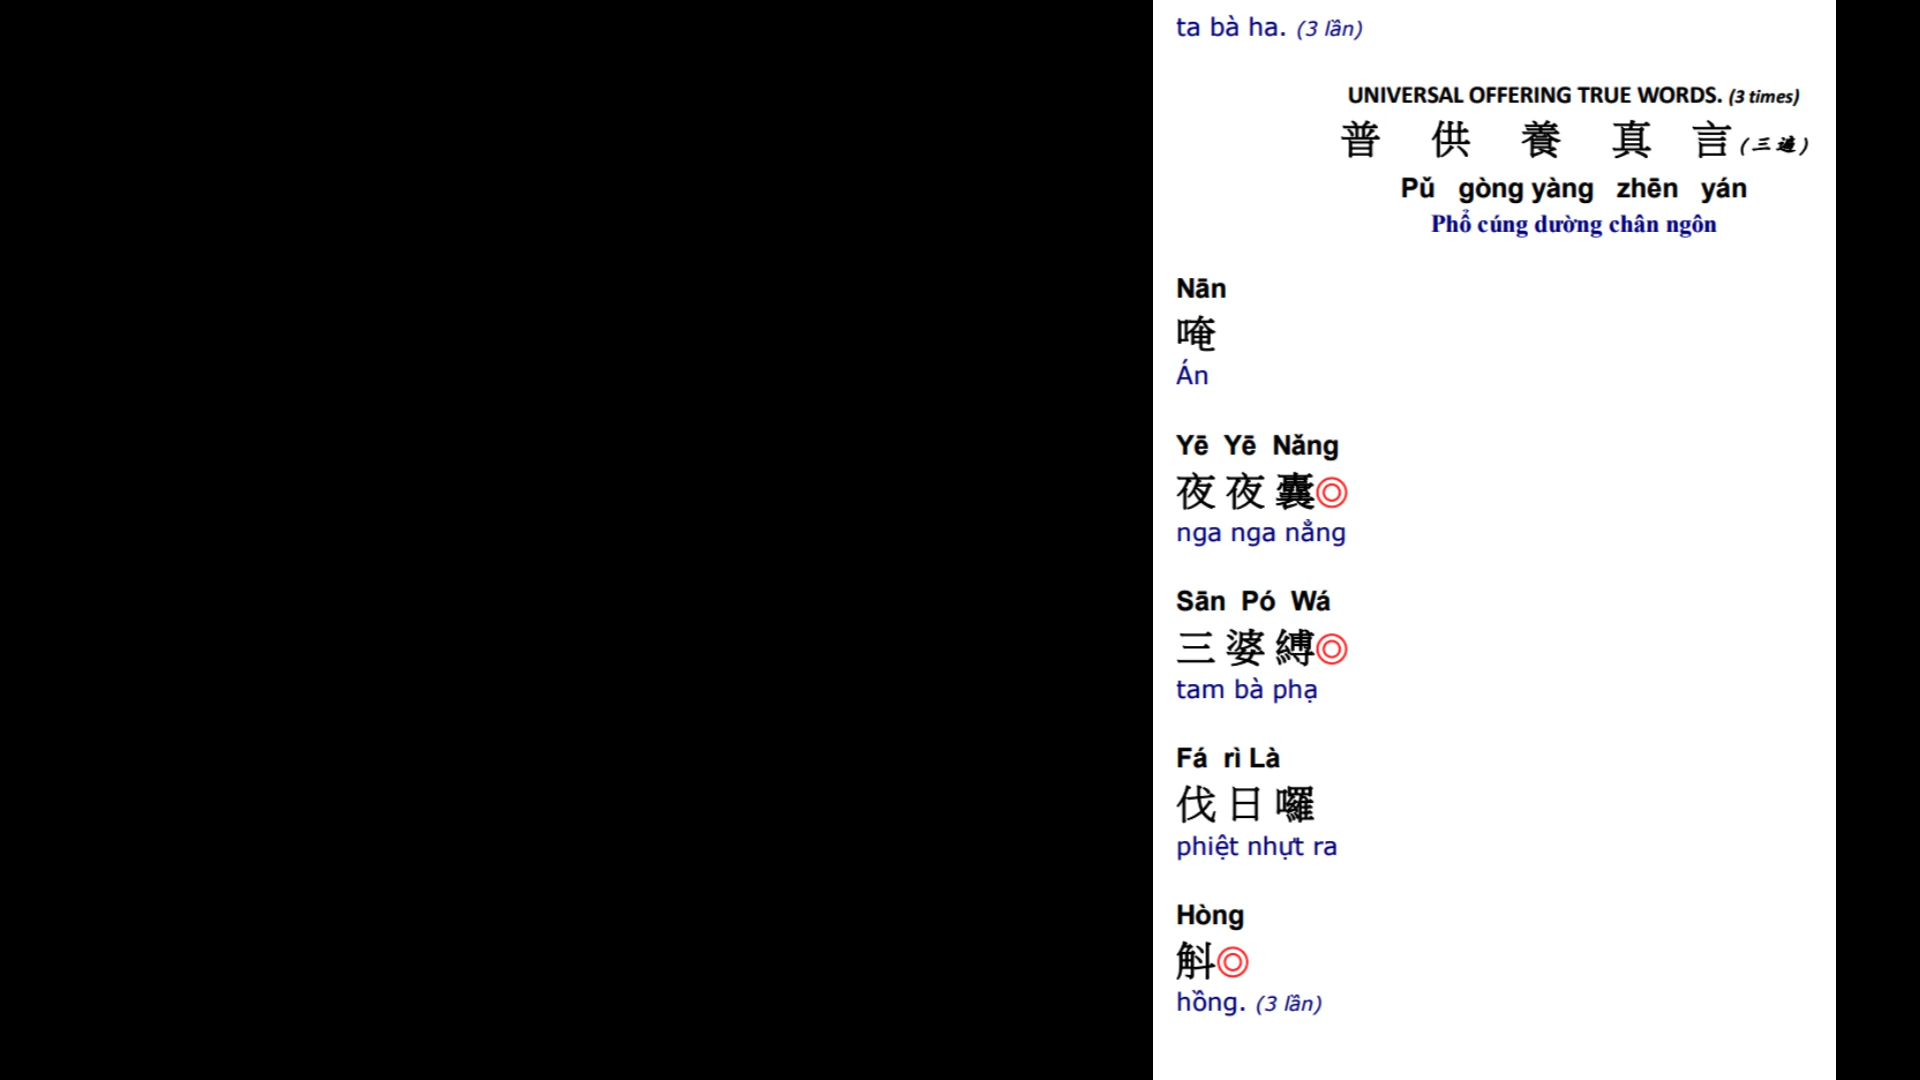 ta bà ha. (3 lần)
UNIVERSAL OFFERING TRUE WORDS. (3 times)
普 供 養 真 言 (三遍)
Pǔ gòng yàng zhēn yán
Phổ cúng dường chân ngôn
Nān
唵
Án
Yē Yē Nǎng
夜 夜 囊◎
nga nga nẳng
Sān Pó Wá
三 婆 縛◎
tam bà phạ
Fá rì Là
伐 日 囉
phiệt nhựt ra
Hòng
斛◎
hồng. (3 lần)